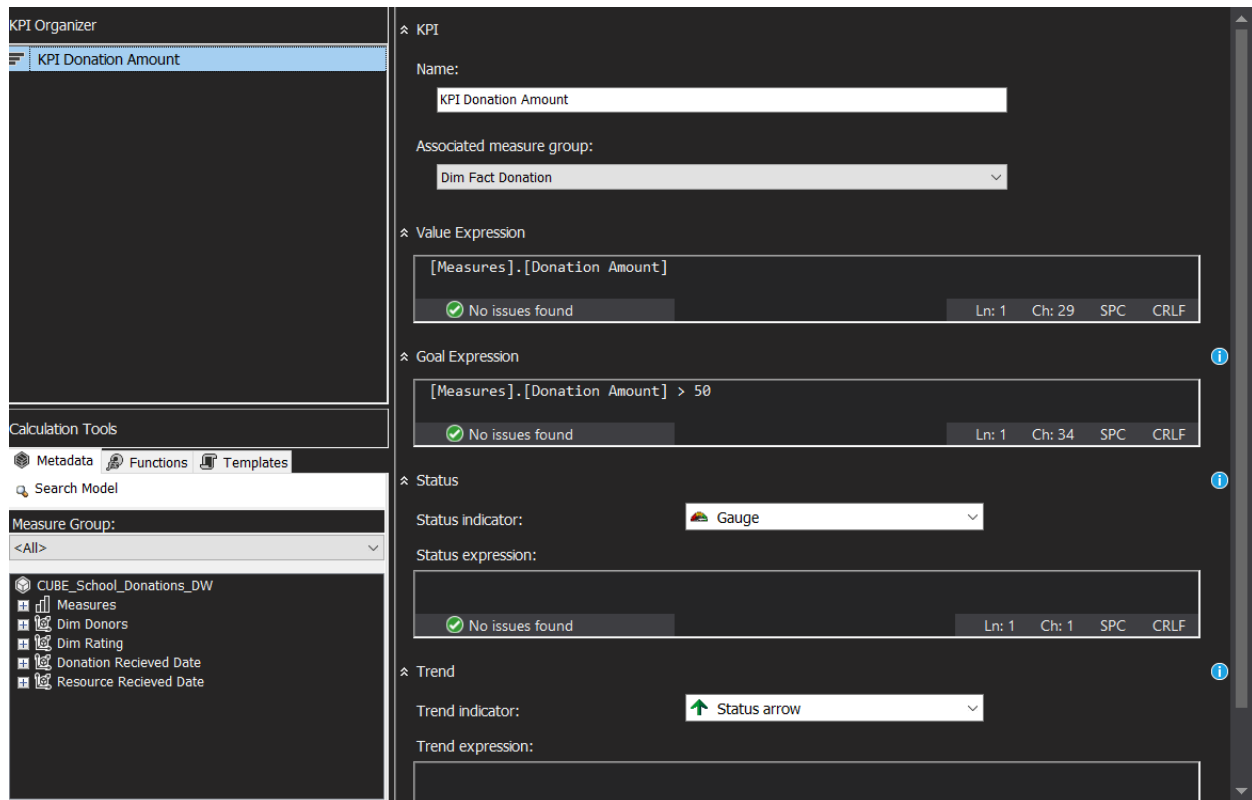 KPI Organizer
KPI Donation Amount
Calculation Tools
Metadata Functions Templates
Search Model
Measure Group:
<All>
CUBE_School_Donations_DW
Measures
Dim Donors
Dim Rating
Donation Recieved Date
Resource Recieved Date
KPI
Name:
KPI Donation Amount
Associated measure group:
Dim Fact Donation
Value Expression
[Measures].[Donation Amount]
No issues found Ln: 1 Ch: 29 SPC CRLF
Goal Expression
[Measures].[Donation Amount] > 50
No issues found Ln: 1 Ch: 34 SPC CRLF
Status
Status indicator: Gauge
Status expression:
No issues found Ln: 1 Ch: 1 SPC CRLF
Trend
Trend indicator: Status arrow
Trend expression: